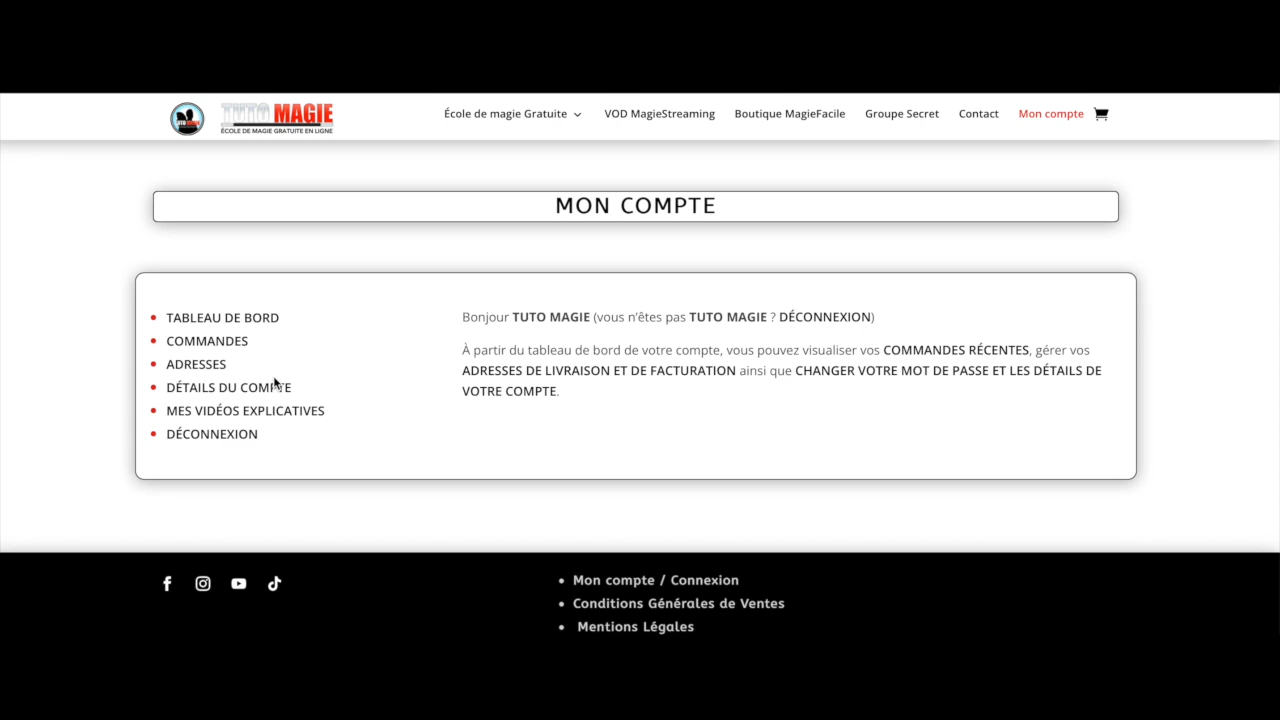 TUTO MAGIE
ÉCOLE DE MAGIE GRATUITE EN LIGNE
École de magie Gratuite
VOD MagieStreaming
Boutique MagieFacile
Groupe Secret
Contact
Mon compte
MON COMPTE
TABLEAU DE BORD
COMMANDES
ADRESSES
DÉTAILS DU COMPTE
MES VIDÉOS EXPLICATIVES
DÉCONNEXION
Bonjour TUTO MAGIE (vous n’êtes pas TUTO MAGIE ? DÉCONNEXION)
À partir du tableau de bord de votre compte, vous pouvez visualiser vos COMMANDES RÉCENTES, gérer vos
ADRESSES DE LIVRAISON ET DE FACTURATION ainsi que CHANGER VOTRE MOT DE PASSE ET LES DÉTAILS DE
VOTRE COMPTE.
Mon compte / Connexion
Conditions Générales de Ventes
Mentions Légales